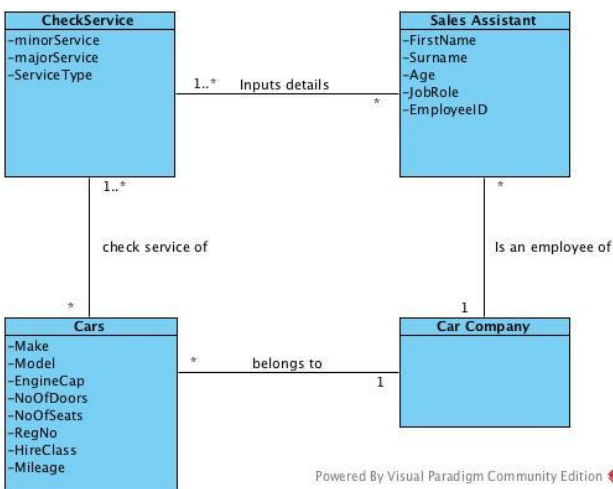 CheckService
-minorService
-majorService
-ServiceType
Sales Assistant
-FirstName
-Surname
-Age
-JobRole
-EmployeeID
1..*
Inputs details
*
1..*
check service of
*
*
Is an employee of
1
Cars
-Make
-Model
-EngineCap
-NoOfDoors
-NoOfSeats
-RegNo
-HireClass
-Mileage
*
belongs to
1
Car Company
Powered By Visual Paradigm Community Edition